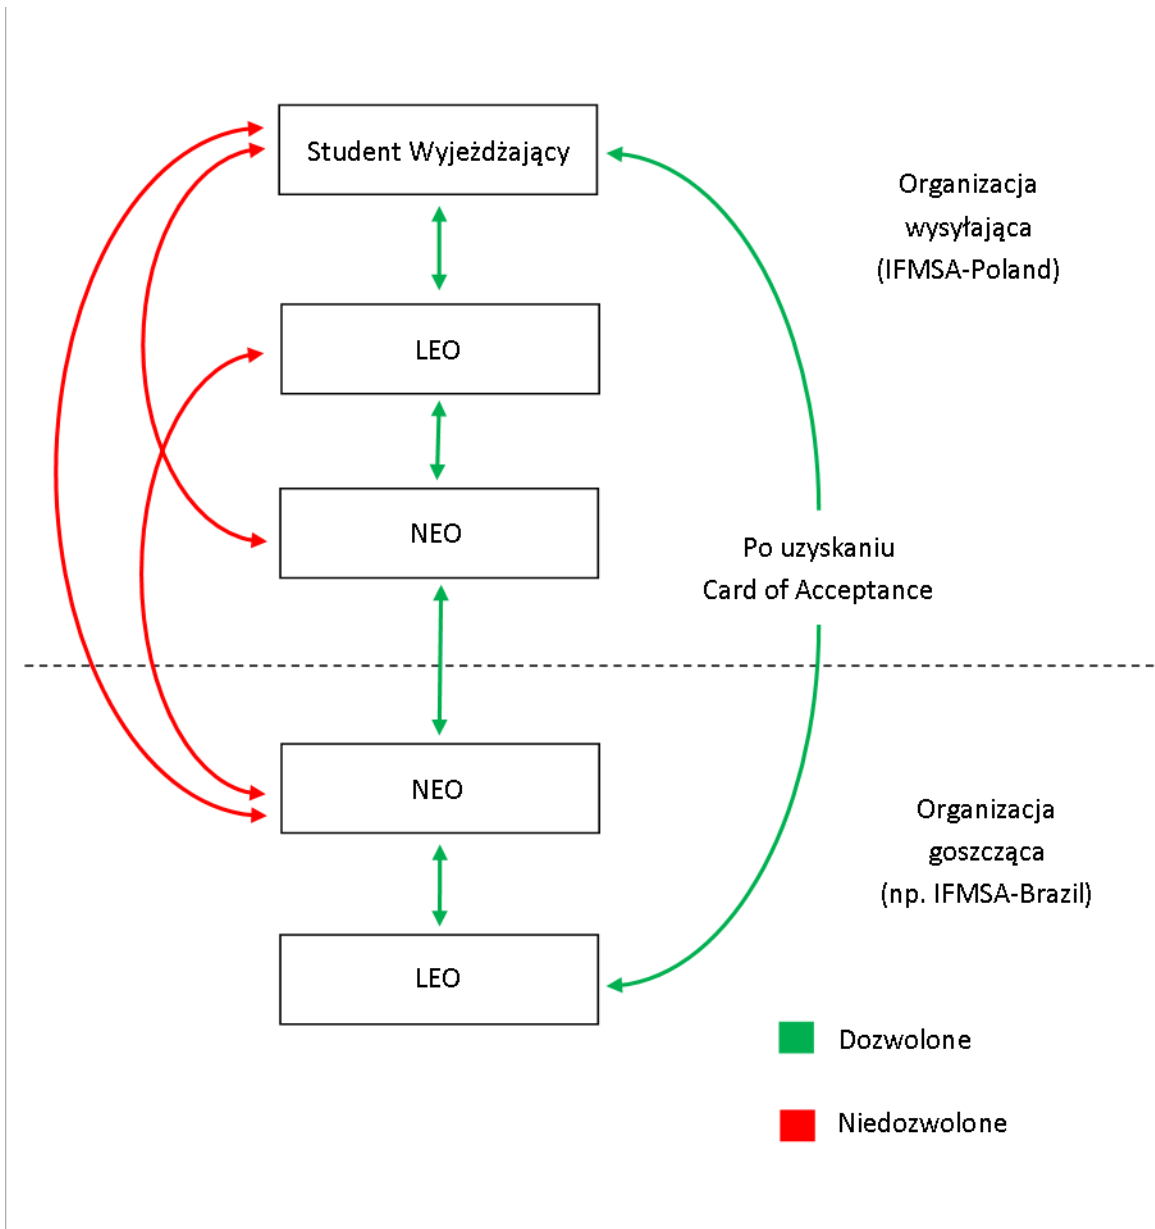 Student Wyjeżdżający
Organizacja
wysyłająca
(IFMSA-Poland)
LEO
NEO
Po uzyskaniu
Card of Acceptance
NEO
Organizacja
goszcząca
(np. IFMSA-Brazil)
LEO
Dozwolone
Niedozwolone